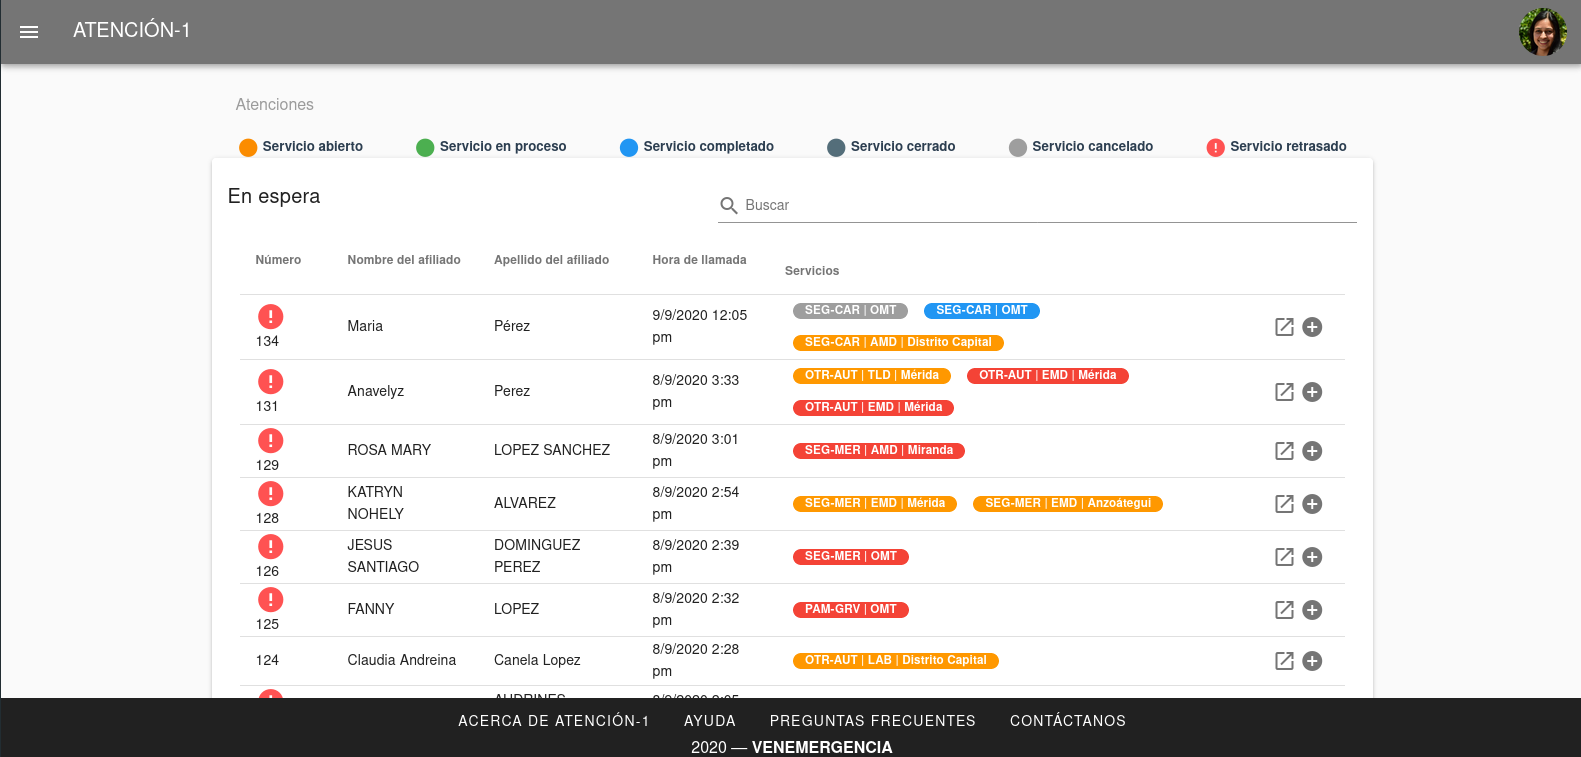 ATENCIÓN-1
Atenciones
Servicio abierto
Servicio en proceso
Servicio completado
Servicio cerrado
Servicio cancelado
Servicio retrasado
En espera
Buscar
Número
Nombre del afiliado
Apellido del afiliado
Hora de llamada
Servicios
134
Maria
Pérez
9/9/2020 12:05
pm
SEG-CAR | OMT
SEG-CAR | OMT
SEG-CAR | AMD | Distrito Capital
131
Anavelyz
Perez
8/9/2020 3:33
pm
OTR-AUT | TLD | Mérida
OTR-AUT | EMD | Mérida
OTR-AUT | EMD | Mérida
129
ROSA MARY
LOPEZ SANCHEZ
8/9/2020 3:01
pm
SEG-MER | AMD | Miranda
128
KATRYN
NOHELY
ALVAREZ
8/9/2020 2:54
pm
SEG-MER | EMD | Mérida
SEG-MER | EMD | Anzoátegui
126
JESUS
SANTIAGO
DOMINGUEZ
PEREZ
8/9/2020 2:39
pm
SEG-MER | OMT
125
FANNY
LOPEZ
8/9/2020 2:32
pm
PAM-GRV | OMT
124
Claudia Andreina
Canela Lopez
8/9/2020 2:28
pm
OTR-AUT | LAB | Distrito Capital
ACERCA DE ATENCIÓN-1
AYUDA
PREGUNTAS FRECUENTES
CONTÁCTANOS
2020 — VENEMERGENCIA